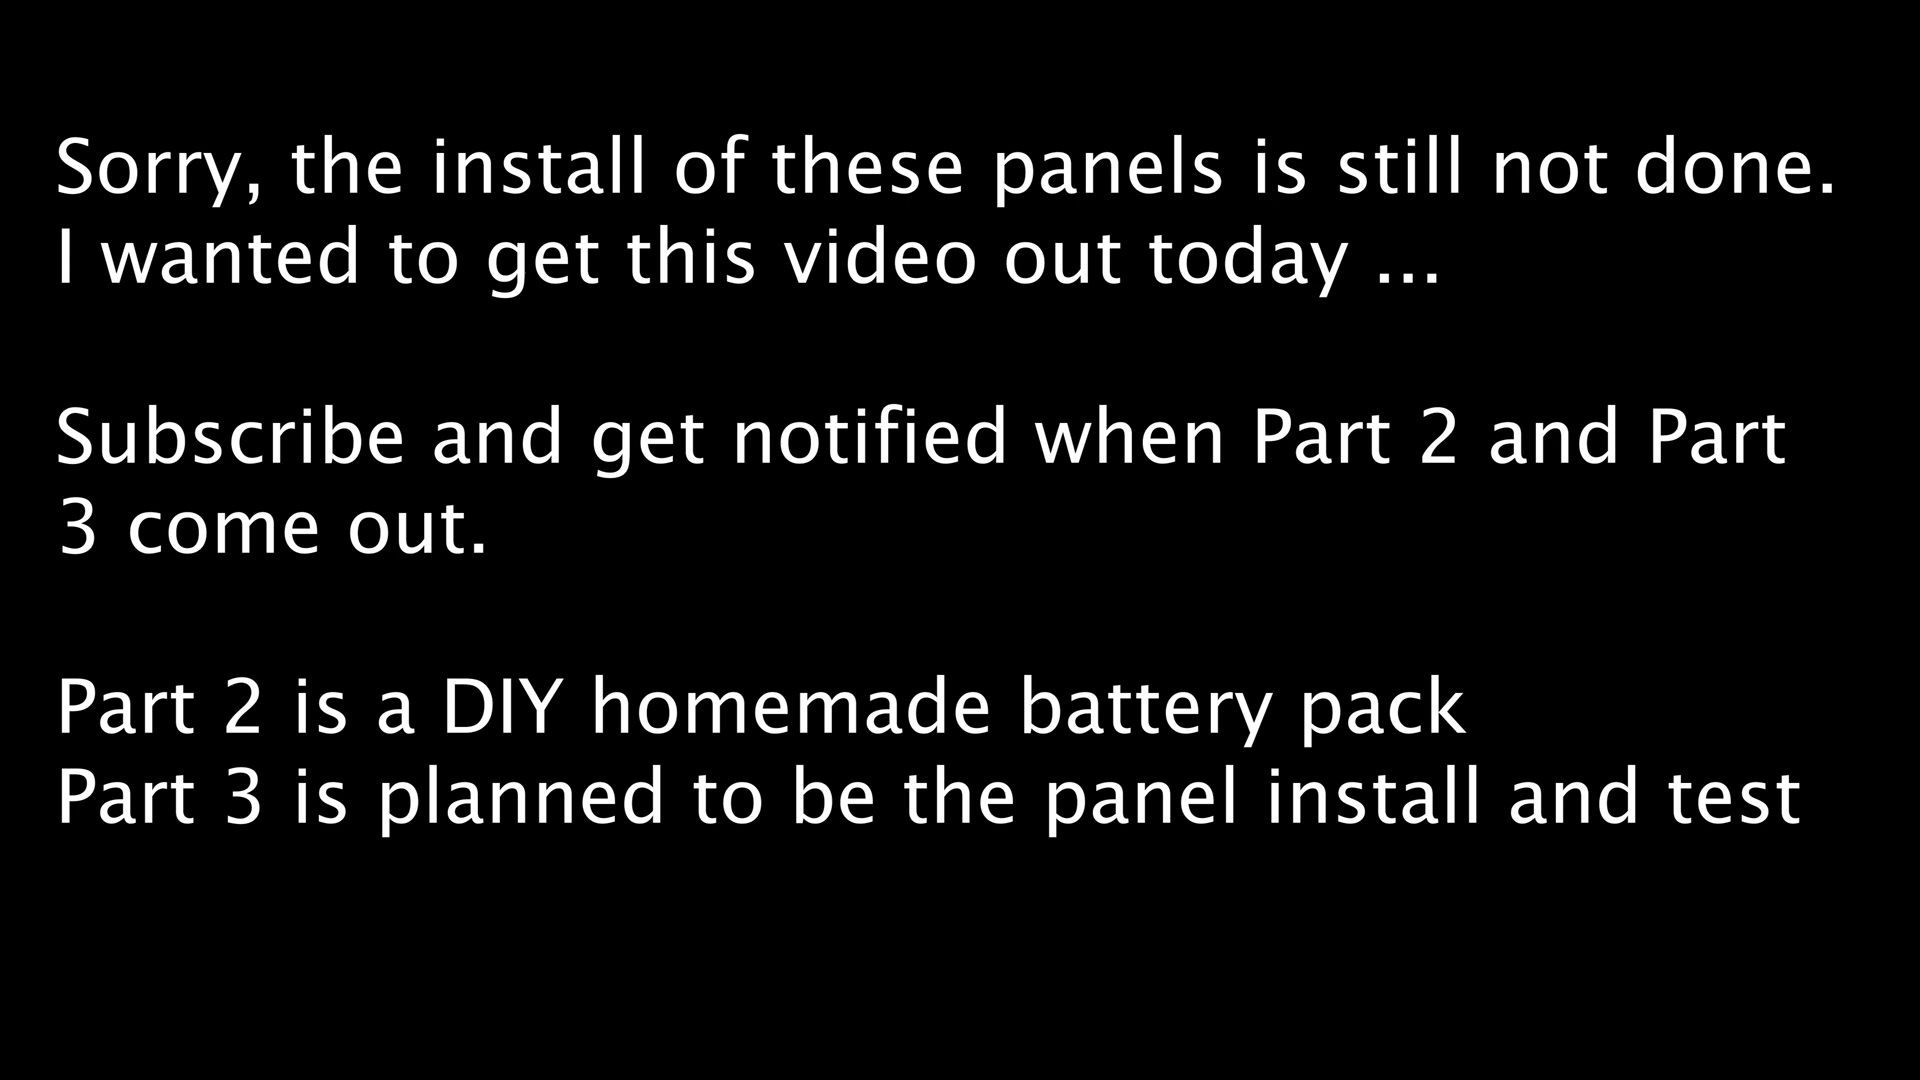 Sorry, the install of these panels is still not done.
I wanted to get this video out today ...
Subscribe and get notified when Part 2 and Part
3 come out.
Part 2 is a DIY homemade battery pack
Part 3 is planned to be the panel install and test